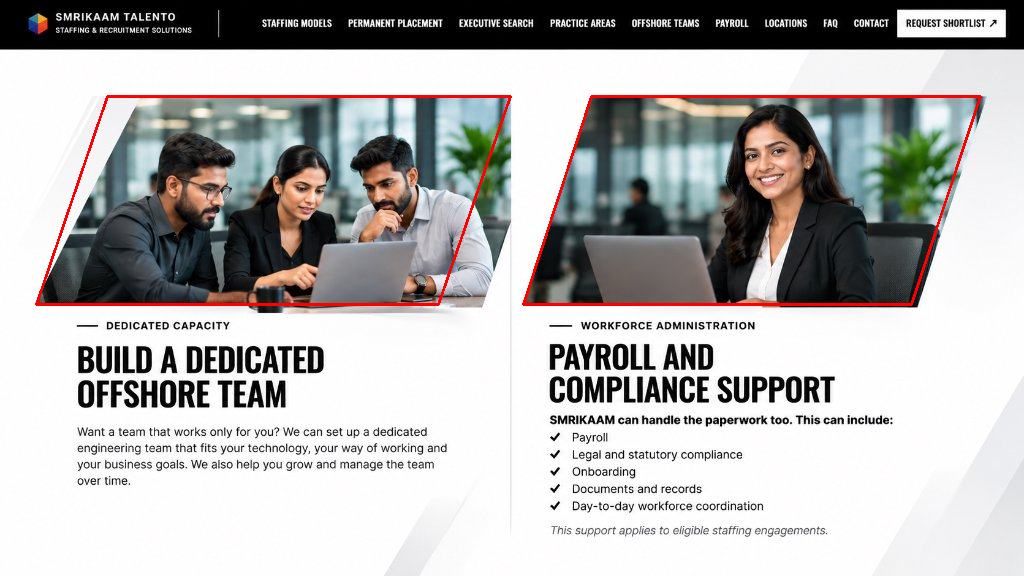 SMRIKAAM TALENTO
STAFFING & RECRUITMENT SOLUTIONS
STAFFING MODELS
PERMANENT PLACEMENT
EXECUTIVE SEARCH
PRACTICE AREAS
OFFSHORE TEAMS
PAYROLL
LOCATIONS
FAQ
CONTACT
REQUEST SHORTLIST ↗
DEDICATED CAPACITY
BUILD A DEDICATED
OFFSHORE TEAM
Want a team that works only for you? We can set up a dedicated
engineering team that fits your technology, your way of working and
your business goals. We also help you grow and manage the team
over time.
WORKFORCE ADMINISTRATION
PAYROLL AND
COMPLIANCE SUPPORT
SMRIKAAM can handle the paperwork too. This can include:
✔ Payroll
✔ Legal and statutory compliance
✔ Onboarding
✔ Documents and records
✔ Day-to-day workforce coordination
This support applies to eligible staffing engagements.